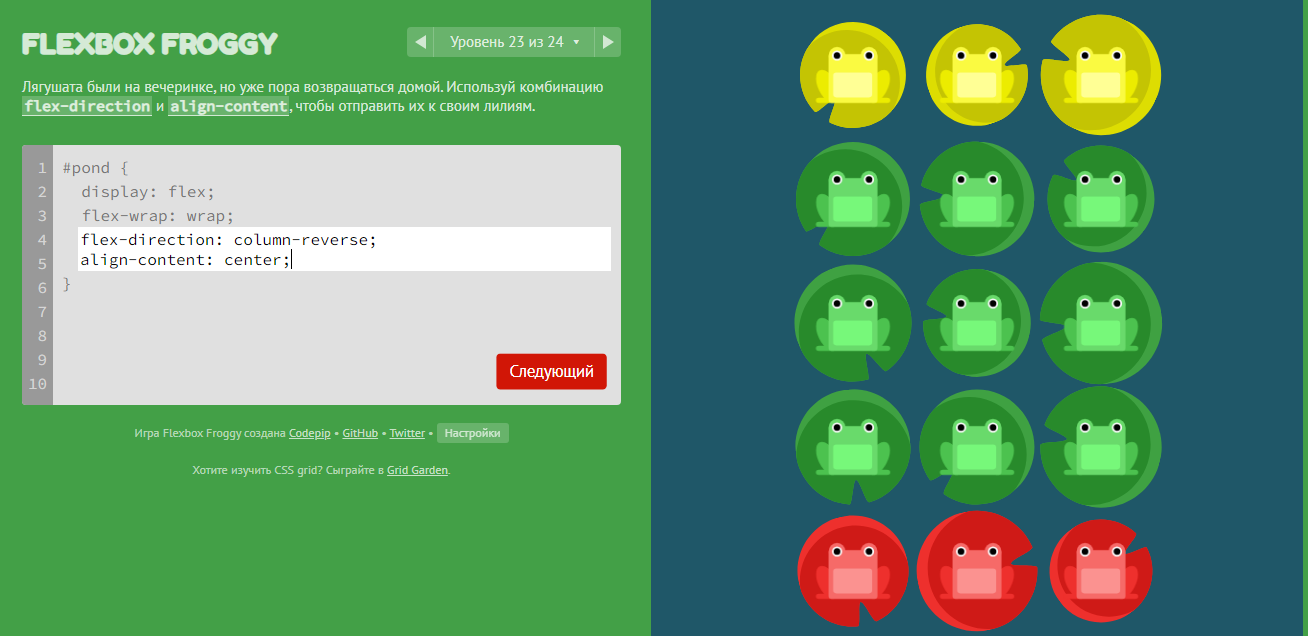 FLEXBOX FROGGY
Уровень 23 из 24
Лягушата были на вечеринке, но уже пора возвращаться домой. Используй комбинацию
flex-direction и align-content, чтобы отправить их к своим лилиям.
1 #pond {
2 display: flex;
3 flex-wrap: wrap;
4 flex-direction: column-reverse;
5 align-content: center;
6 }
7
8
9
10
Следующий
Игра Flexbox Froggy создана Codepip • GitHub • Twitter • Настройки
Хотите изучить CSS grid? Сыграйте в Grid Garden.